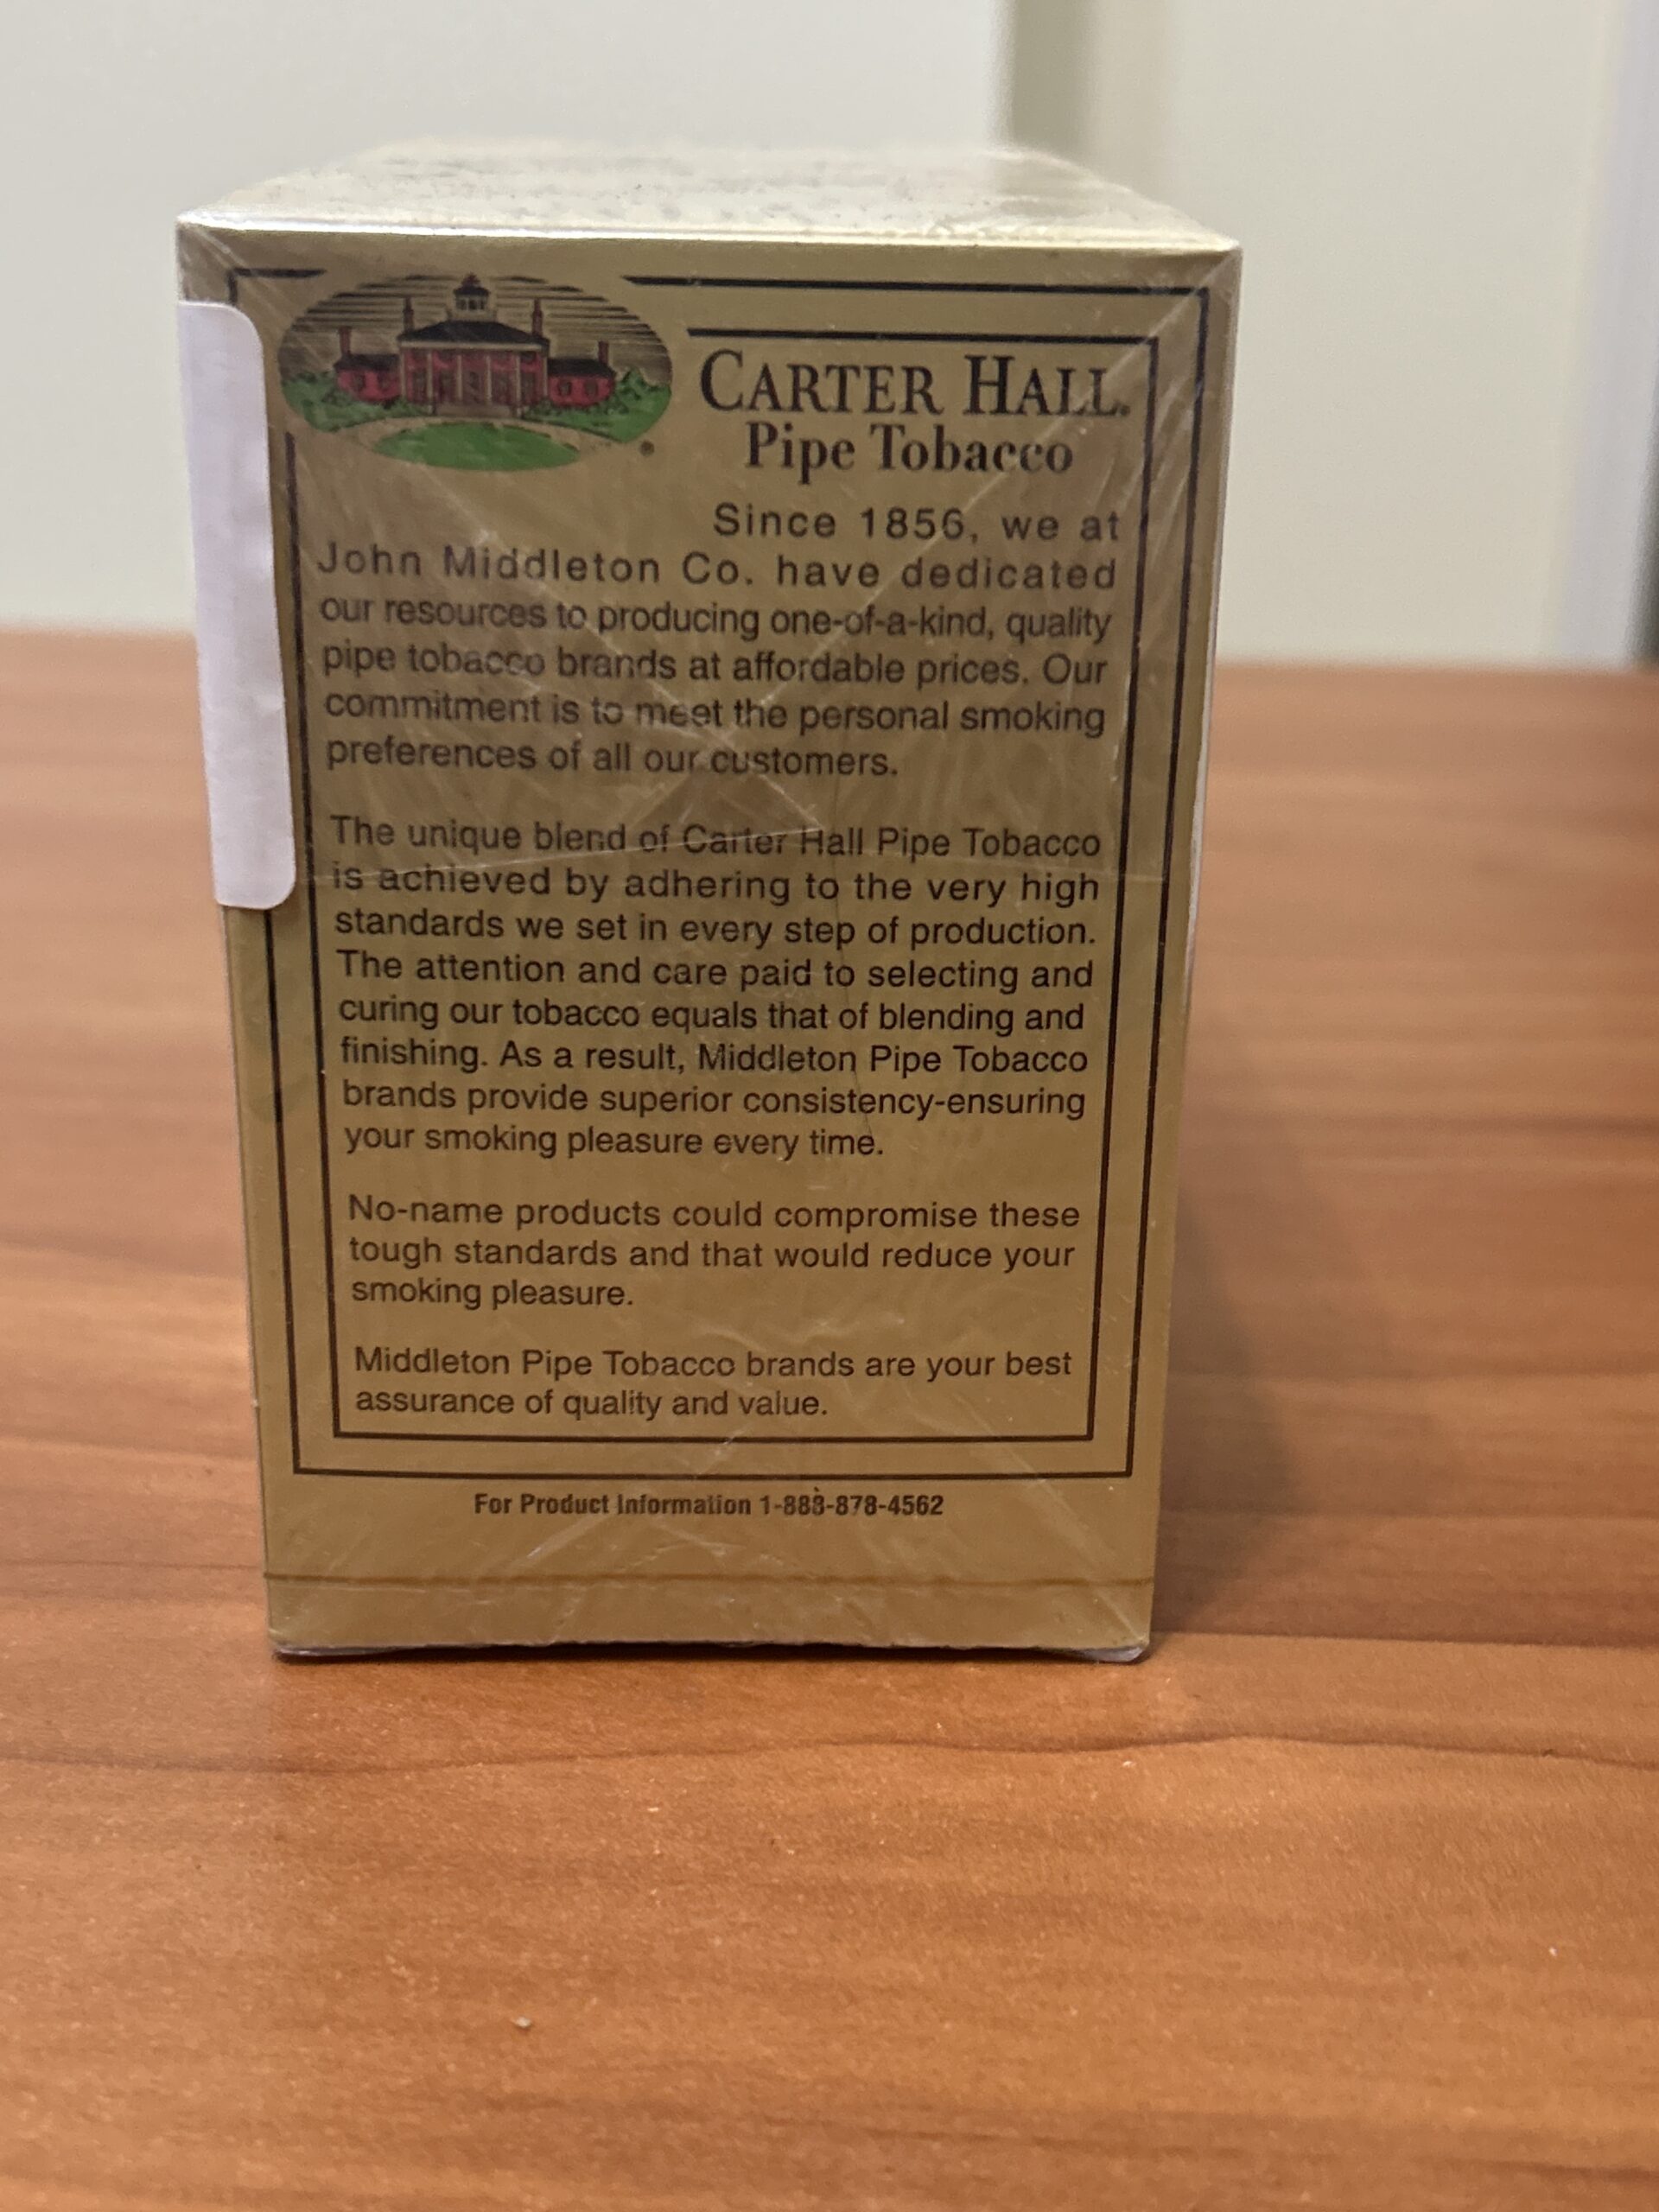 CARTER HALL®
Pipe Tobacco
Since 1856, we at
John Middleton Co. have dedicated
our resources to producing one-of-a-kind, quality
pipe tobacco brands at affordable prices. Our
commitment is to meet the personal smoking
preferences of all our customers.
The unique blend of Carter Hall Pipe Tobacco
is achieved by adhering to the very high
standards we set in every step of production.
The attention and care paid to selecting and
curing our tobacco equals that of blending and
finishing. As a result, Middleton Pipe Tobacco
brands provide superior consistency-ensuring
your smoking pleasure every time.
No-name products could compromise these
tough standards and that would reduce your
smoking pleasure.
Middleton Pipe Tobacco brands are your best
assurance of quality and value.
For Product Information 1-888-878-4562